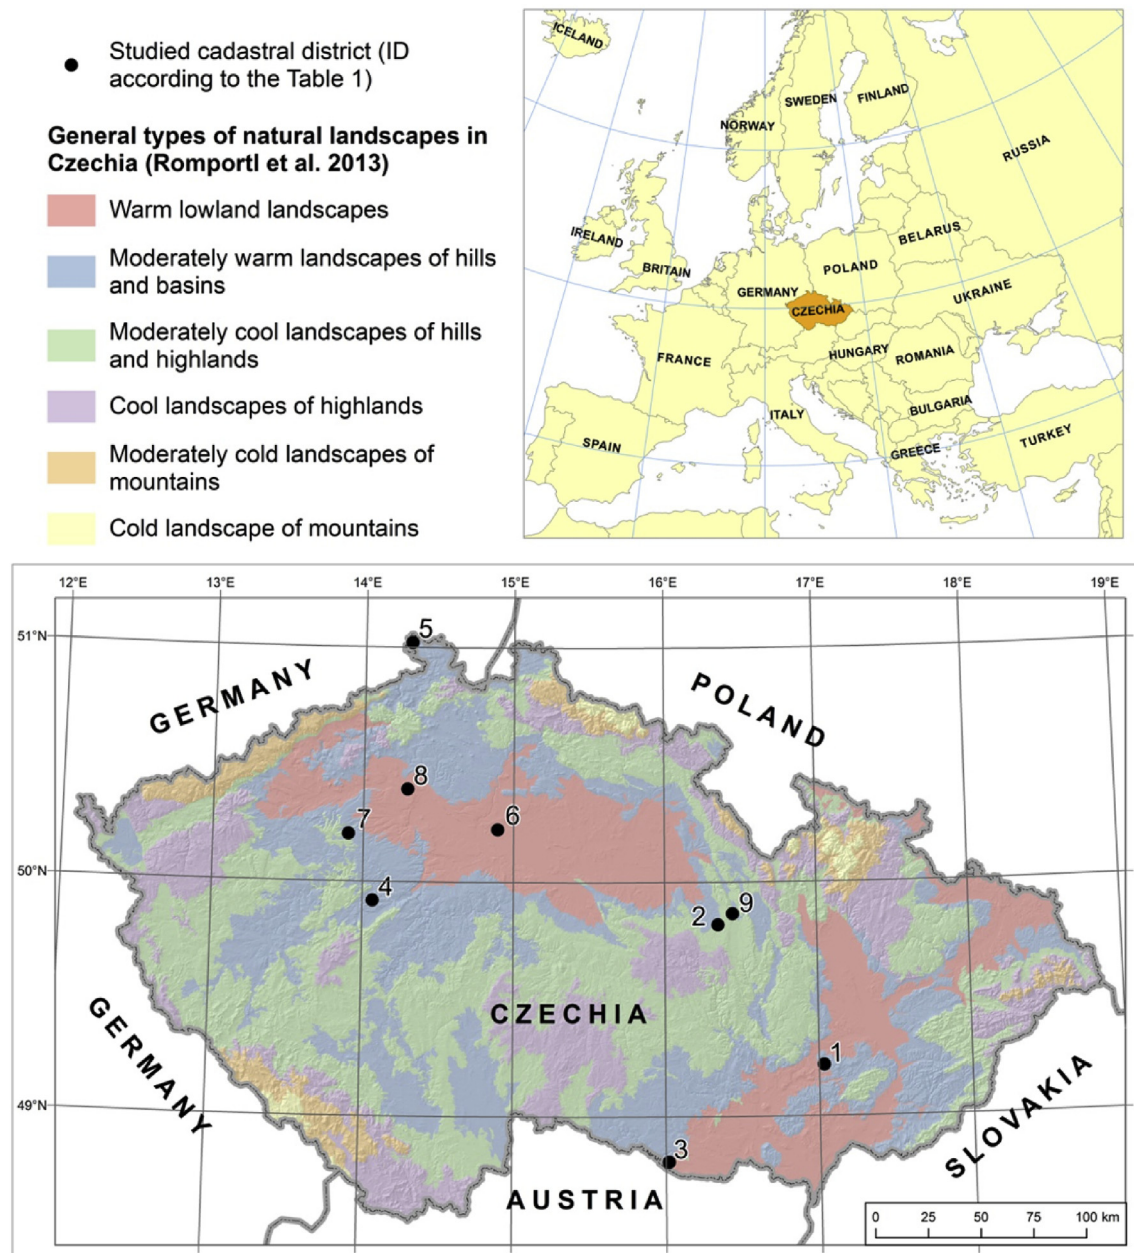 Studied cadastral district (ID
according to the Table 1)
General types of natural landscapes in
Czechia (Romportl et al. 2013)
Warm lowland landscapes
Moderately warm landscapes of hills
and basins
Moderately cool landscapes of hills
and highlands
Cool landscapes of highlands
Moderately cold landscapes of
mountains
Cold landscape of mountains
ICELAND
SWEDEN
FINLAND
NORWAY
RUSSIA
IRELAND
BRITAIN
BELARUS
POLAND
GERMANY
UKRAINE
CZECHIA
FRANCE
HUNGARY
ROMANIA
ITALY
BULGARIA
SPAIN
GREECE
TURKEY
12°E 13°E 14°E 15°E 16°E 17°E 18°E 19°E
51°N
5
GERMANY
POLAND
8
7
6
50°N
4
2
9
CZECHIA
GERMANY
1
49°N
3
SLOVAKIA
AUSTRIA
0 25 50 75 100 km